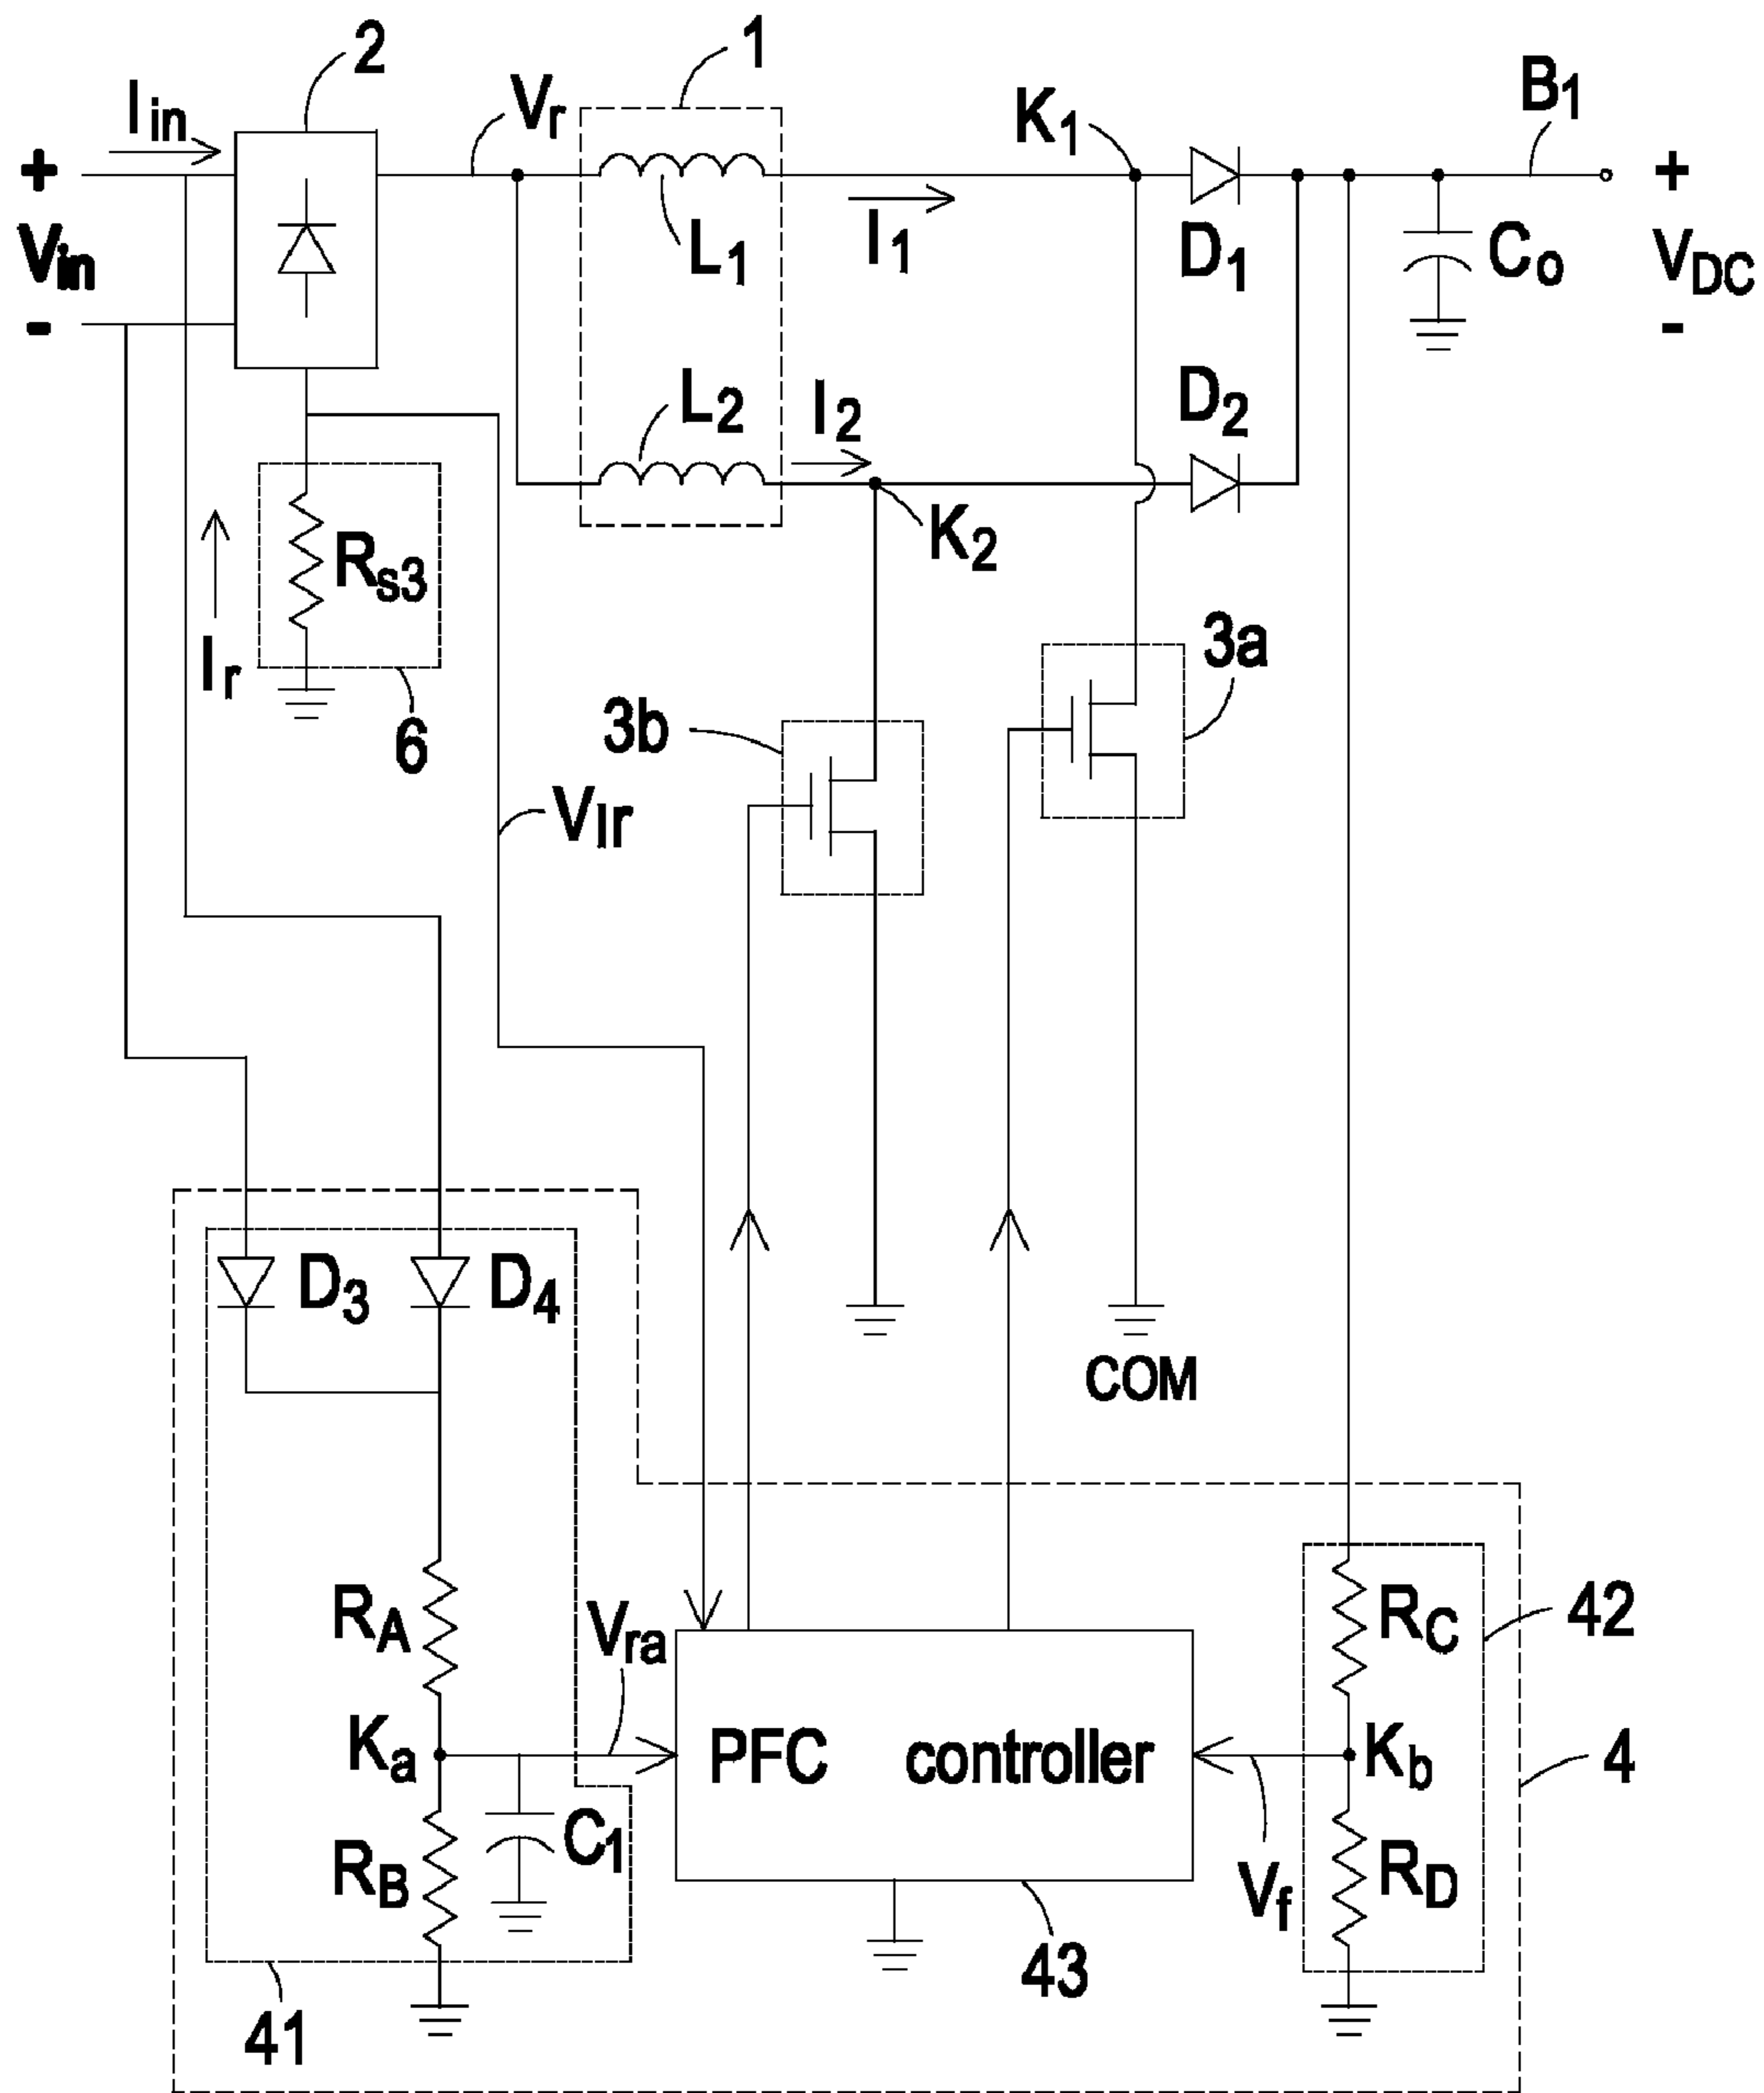 2
1
I in
Vr
K1
B1
+
Vin
-
L1
I1
D1
Co
+
VDC
-
L2
I2
D2
K2
Rs3
Ir
6
3a
3b
VIr
D3
D4
COM
RA
Vra
RC
42
Ka
PFC controller
Kb
4
RB
C1
Vf
RD
43
41